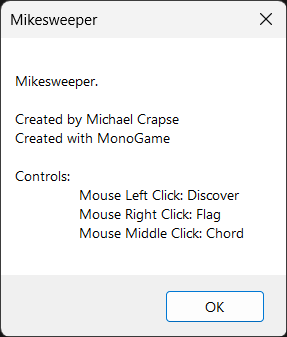 Mikesweeper
Mikesweeper.
Created by Michael Crapse
Created with MonoGame
Controls:
Mouse Left Click: Discover
Mouse Right Click: Flag
Mouse Middle Click: Chord
OK